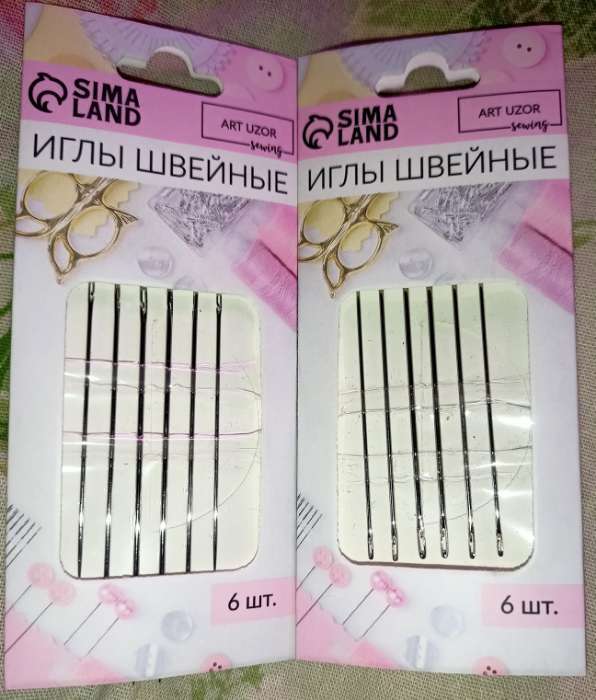 SIMA
LAND
ART UZOR
sewing
ИГЛЫ ШВЕЙНЫЕ
6 шт.
SIMA
LAND
ART UZOR
sewing
ИГЛЫ ШВЕЙНЫЕ
6 шт.